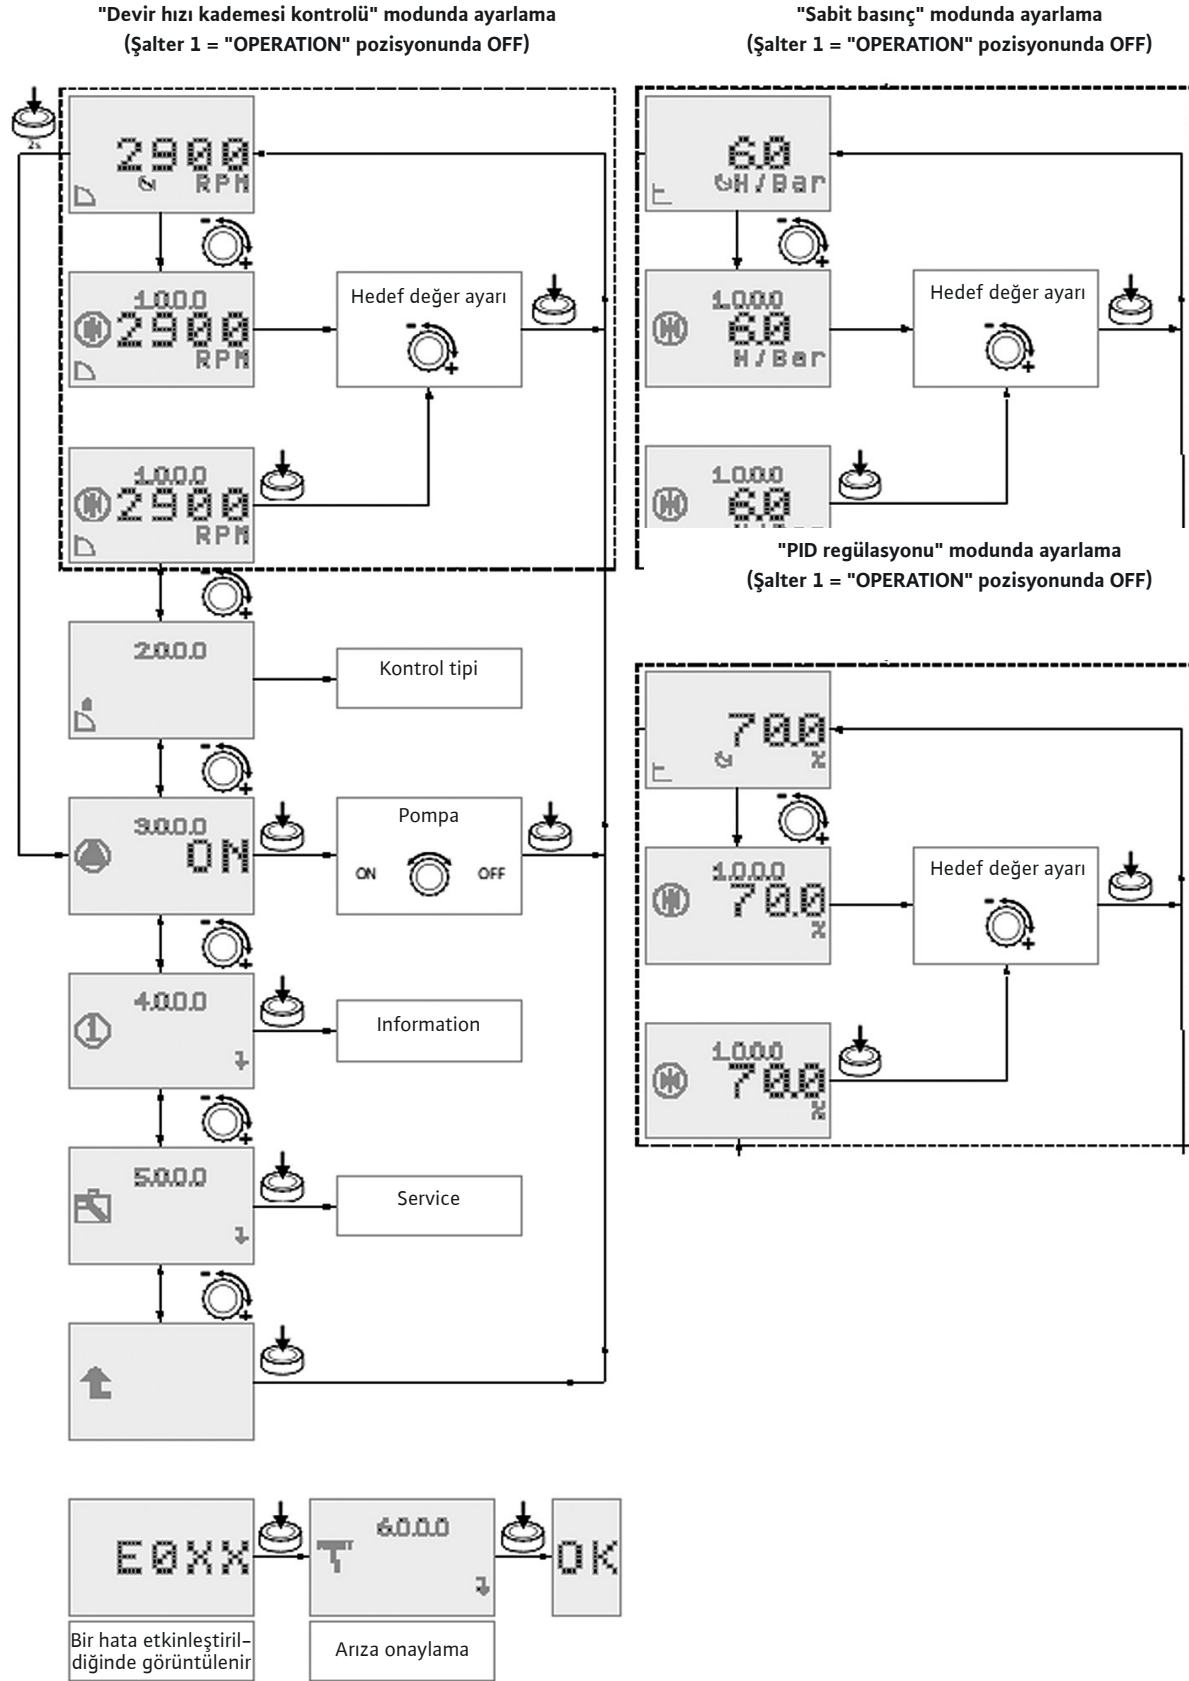 "Devir hızı kademesi kontrolü" modunda ayarlama
(Şalter 1 = "OPERATION" pozisyonunda OFF)
2s
2900
RPM
- +
1.0.0.0
2900
RPM
Hedef değer ayarı
- +
1.0.0.0
2900
RPM
- +
2.0.0.0
Kontrol tipi
- +
3.0.0.0
ON
Pompa
ON OFF
- +
4.0.0.0
Information
- +
5.0.0.0
Service
- +
E0XX
6.0.0.0
OK
Bir hata etkinleştiril-
diğinde görüntülenir
Arıza onaylama
"Sabit basınç" modunda ayarlama
(Şalter 1 = "OPERATION" pozisyonunda OFF)
6.0
H/Bar
- +
1.0.0.0
6.0
H/Bar
Hedef değer ayarı
- +
1.0.0.0
6.0
"PID regülasyonu" modunda ayarlama
(Şalter 1 = "OPERATION" pozisyonunda OFF)
70.0
%
- +
1.0.0.0
70.0
%
Hedef değer ayarı
- +
1.0.0.0
70.0
%